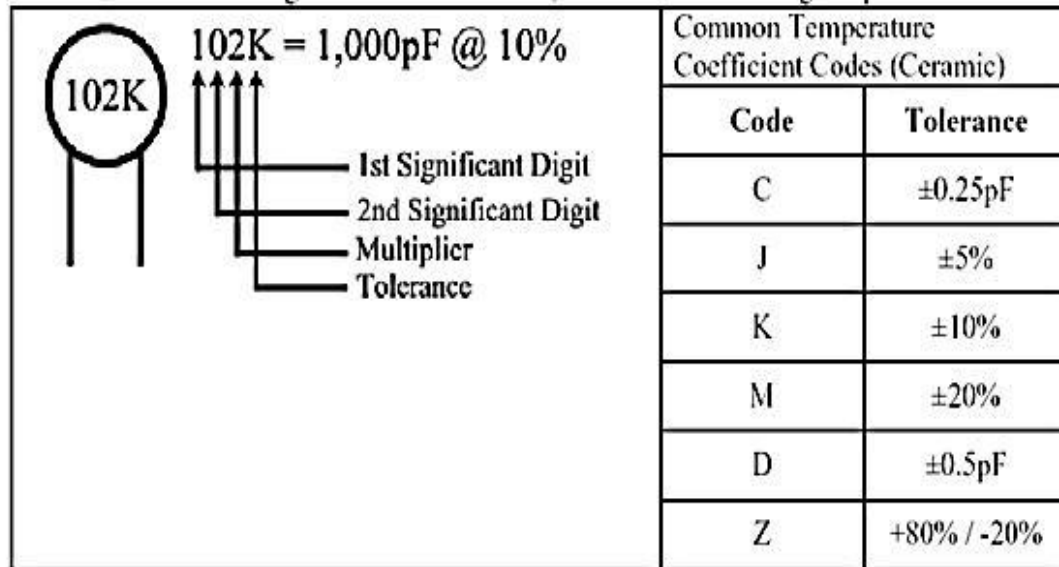 102K = 1,000pF @ 10%
102K
1st Significant Digit
2nd Significant Digit
Multiplier
Tolerance
Common Temperature
Coefficient Codes (Ceramic)
Code Tolerance
C ±0.25pF
J ±5%
K ±10%
M ±20%
D ±0.5pF
Z +80% / -20%